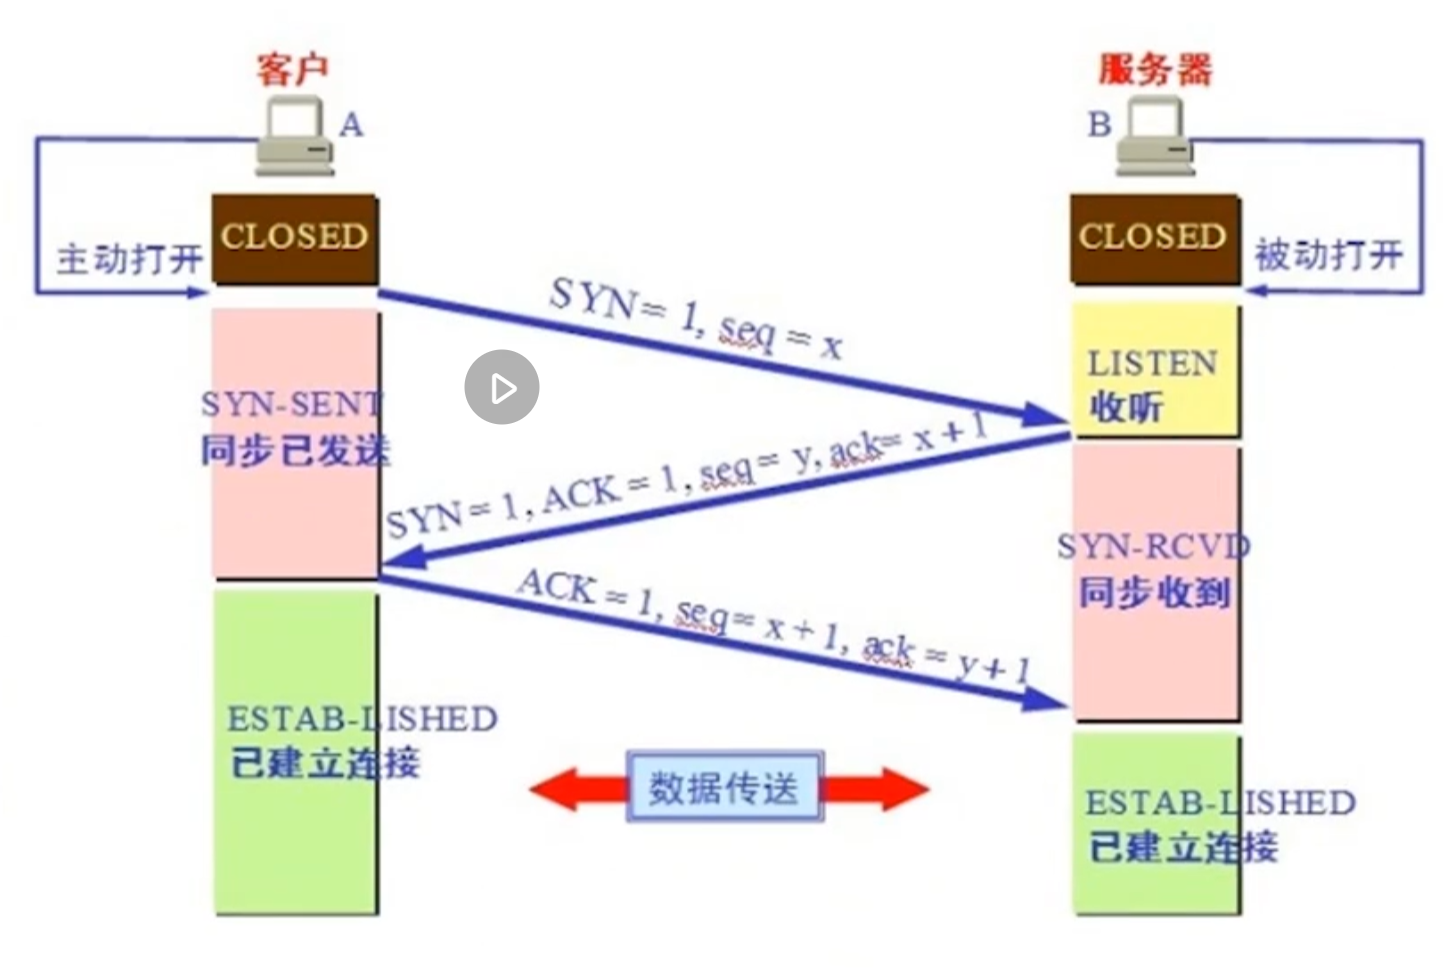 客户
服务器
A
B
CLOSED
CLOSED
主动打开
被动打开
SYN = 1, seq = x
LISTEN
收听
SYN-SENT
同步已发送
SYN = 1, ACK = 1, seq = y, ack = x + 1
SYN-RCVD
同步收到
ACK = 1, seq = x + 1, ack = y + 1
ESTAB-LISHED
已建立连接
数据传送
ESTAB-LISHED
已建立连接